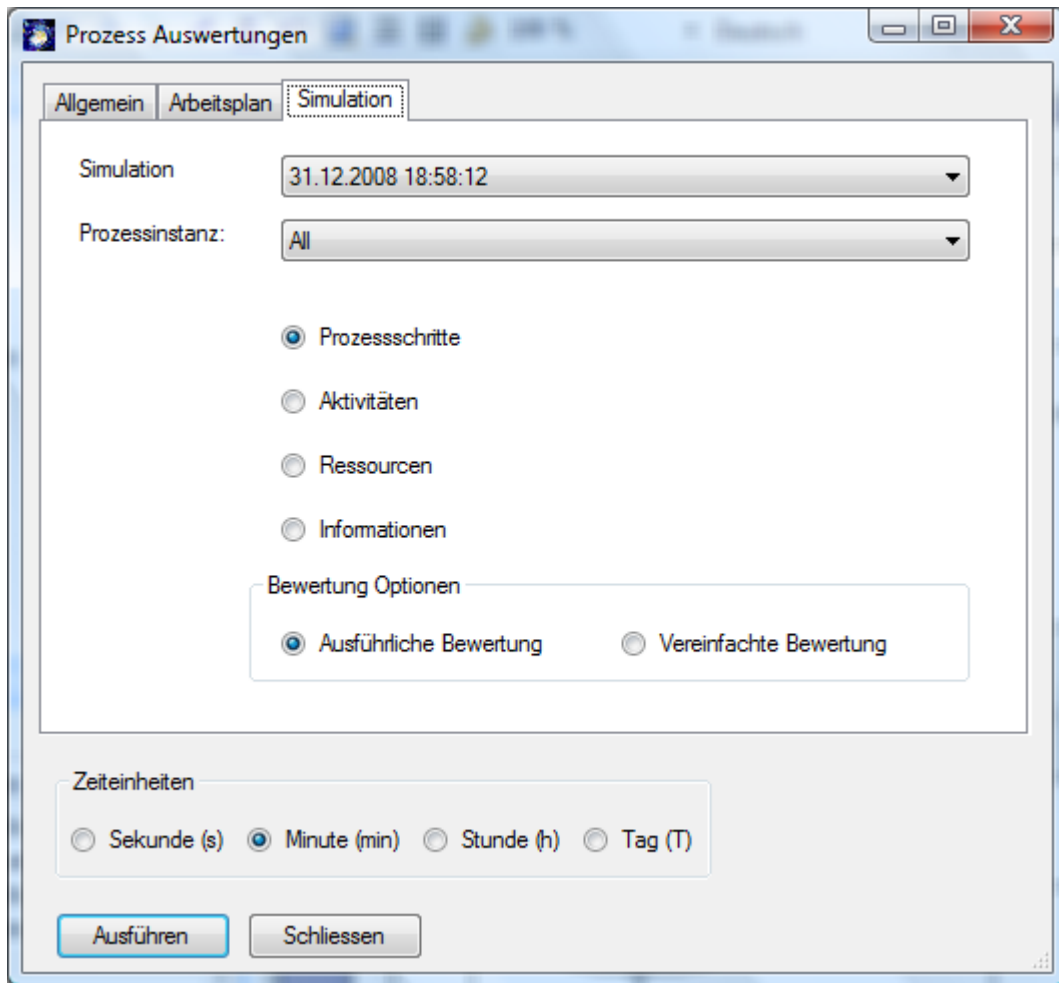 Prozess Auswertungen
Allgemein Arbeitsplan Simulation
Simulation 31.12.2008 18:58:12
Prozessinstanz: All
Prozessschritte
Aktivitäten
Ressourcen
Informationen
Bewertung Optionen
Ausführliche Bewertung Vereinfachte Bewertung
Zeiteinheiten
Sekunde (s) Minute (min) Stunde (h) Tag (T)
Ausführen Schliessen